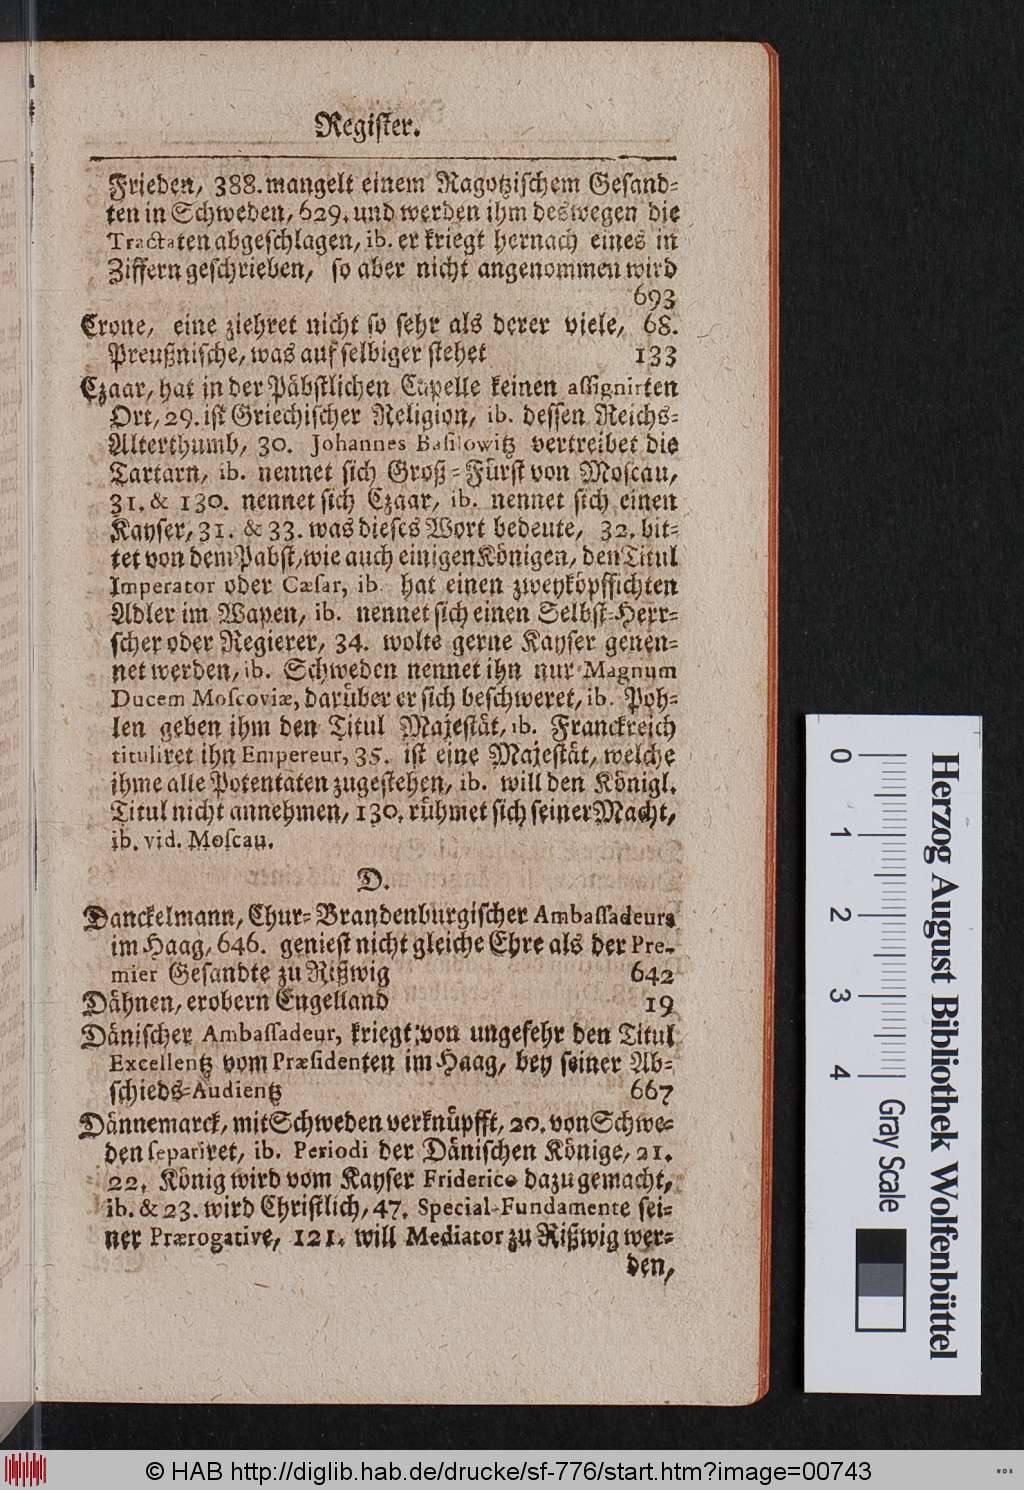 Register.
Frieden, 388. mangelt einem Ragotzischem Gesand-
ten in Schweden, 629. und werden ihm deswegen die
Tractaten abgeschlagen, ib. er kriegt hernach eines in
Ziffern geschrieben, so aber nicht angenommen wird
693
Crone, eine ziehret nicht so sehr als derer viele, 68.
Preußnische, was auf selbiger stehet 133
Czaar, hat in der Päbstlichen Capelle keinen assignirten
Ort, 29. ist Griechischer Religion, ib. dessen Reichs-
Alterthumb, 30. Johannes Basilowitz vertreibet die
Tartarn, ib. nennet sich Groß-Fürst von Moscau,
31. & 130. nennet sich Czaar, ib. nennet sich einen
Kayser, 31. & 33. was dieses Wort bedeute, 32. bit-
tet von dem Pabst, wie auch einigen Königen, den Titul
Imperator oder Cæsar, ib. hat einen zweyköpffichten
Adler im Wapen, ib. nennet sich einen Selbst-Herr-
scher oder Regierer, 34. wolte gerne Kayser genen-
net werden, ib. Schweden nennet ihn nur Magnum
Ducem Moscoviæ, darüber er sich beschweret, ib. Poh-
len geben ihm den Titul Majestät, ib. Franckreich
tituliret ihn Empereur, 35. ist eine Majestät, welche
ihme alle Potentaten zugestehen, ib. will den Königl.
Titul nicht annehmen, 130. rühmet sich seiner Macht,
ib. vid. Moscau.
D.
Danckelmann, Chur-Brandenburgischer Ambassadeur,
im Haag, 646. geniest nicht gleiche Ehre als der Pre-
mier Gesandte zu Rißwig 642
Dähnen, erobern Engelland 19
Dänischer Ambassadeur, kriegt von ungefehr den Titul
Excellentz vom Præsidenten im Haag, bey seiner Ab-
schieds-Audientz 667
Dännemarck, mit Schweden verknüpfft, 20. von Schwe-
den separiret, ib. Periodi der Dänischen Könige, 21.
22. König wird vom Kayser Friderico dazu gemacht,
ib. & 23. wird Christlich, 47. Special-Fundamente sei-
ner Prærogative, 121. will Mediator zu Rißwig wer-
den,
0 1 2 3 4
Herzog August Bibliothek Wolfenbüttel
Gray Scale
© HAB http://diglib.hab.de/drucke/sf-776/start.htm?image=00743